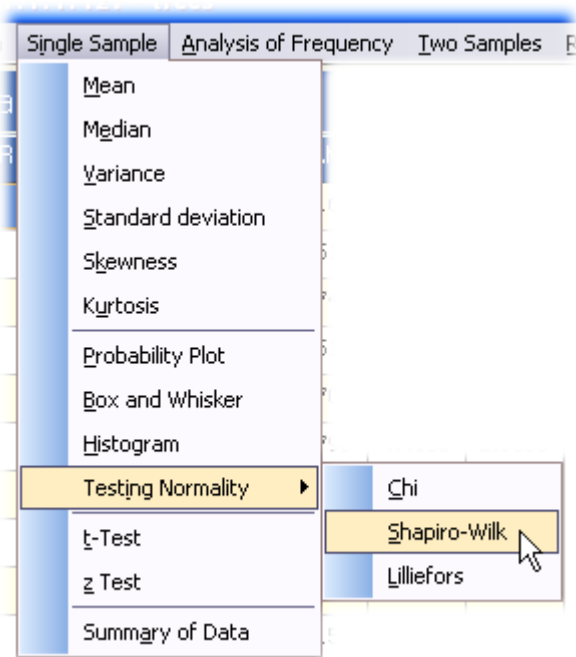 Single Sample Analysis of Frequency Two Samples
Mean
Median
Variance
Standard deviation
Skewness
Kurtosis
Probability Plot
Box and Whisker
Histogram
Testing Normality
Chi
t-Test
Shapiro-Wilk
z Test
Lilliefors
Summary of Data